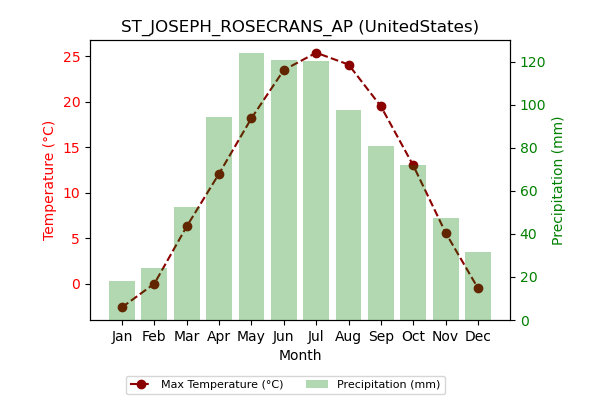 ST_JOSEPH_ROSECRANS_AP (UnitedStates)
25
20
15
10
5
0
Temperature (°C)
120
100
80
60
40
20
0
Precipitation (mm)
Jan Feb Mar Apr May Jun Jul Aug Sep Oct Nov Dec
Month
Max Temperature (°C) Precipitation (mm)